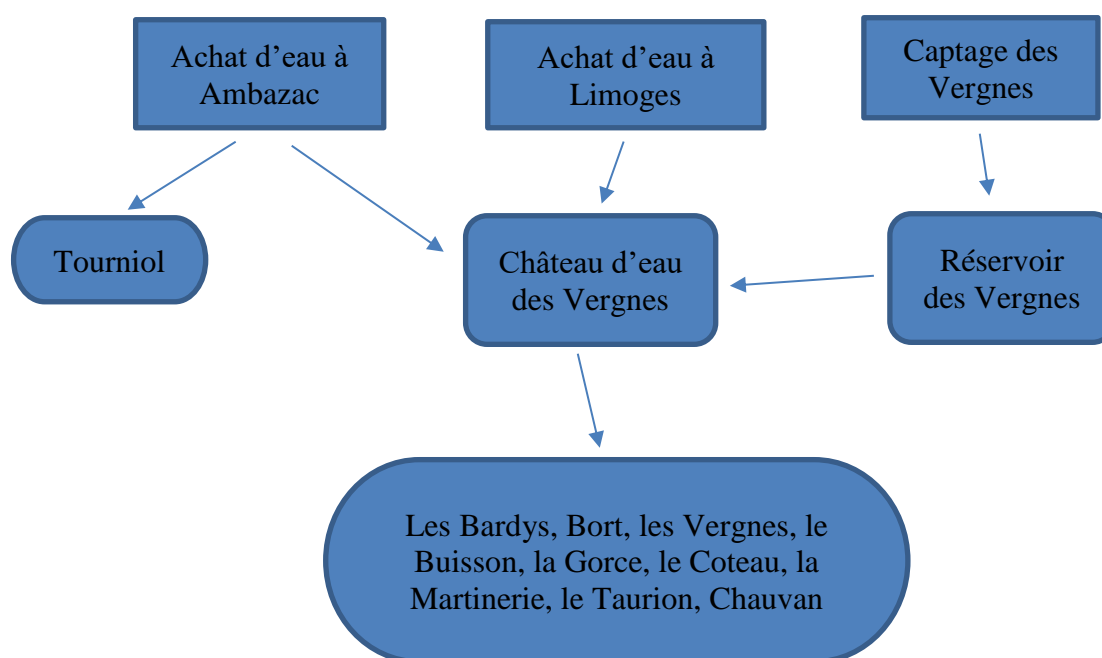 Achat d’eau à
Ambazac
Achat d’eau à
Limoges
Captage des
Vergnes
Tourniol
Château d’eau
des Vergnes
Réservoir
des Vergnes
Les Bardys, Bort, les Vergnes, le
Buisson, la Gorce, le Coteau, la
Martinerie, le Taurion, Chauvan